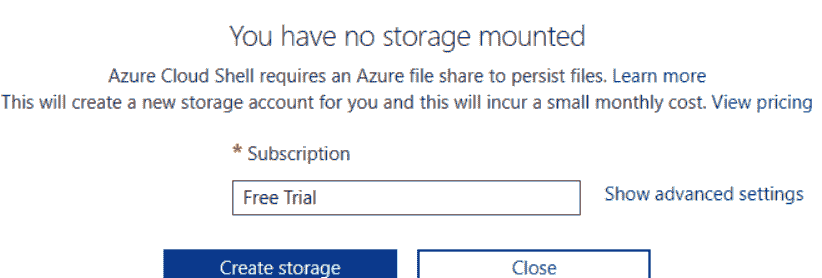 You have no storage mounted
Azure Cloud Shell requires an Azure file share to persist files. Learn more
This will create a new storage account for you and this will incur a small monthly cost. View pricing
* Subscription
Free Trial
Show advanced settings
Create storage
Close